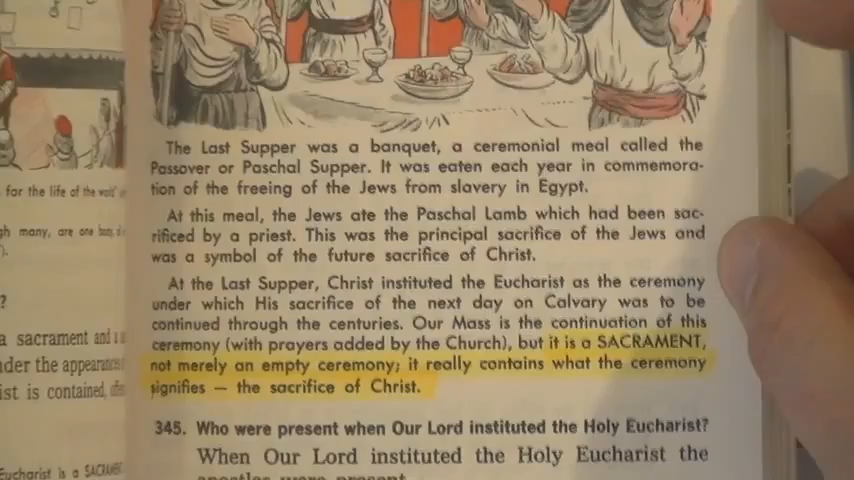 for the life of the world
gh many, are one body,
).
?
a sacrament and a
der the appearances
ist is contained,
Eucharist is a SACRAMENT
The Last Supper was a banquet, a ceremonial meal called the
Passover or Paschal Supper. It was eaten each year in commemora-
tion of the freeing of the Jews from slavery in Egypt.
At this meal, the Jews ate the Paschal Lamb which had been sac-
rificed by a priest. This was the principal sacrifice of the Jews and
was a symbol of the future sacrifice of Christ.
At the Last Supper, Christ instituted the Eucharist as the ceremony
under which His sacrifice of the next day on Calvary was to be
continued through the centuries. Our Mass is the continuation of this
ceremony (with prayers added by the Church), but it is a SACRAMENT,
not merely an empty ceremony; it really contains what the ceremony
signifies — the sacrifice of Christ.
345. Who were present when Our Lord instituted the Holy Eucharist?
When Our Lord instituted the Holy Eucharist the
apostles were present.